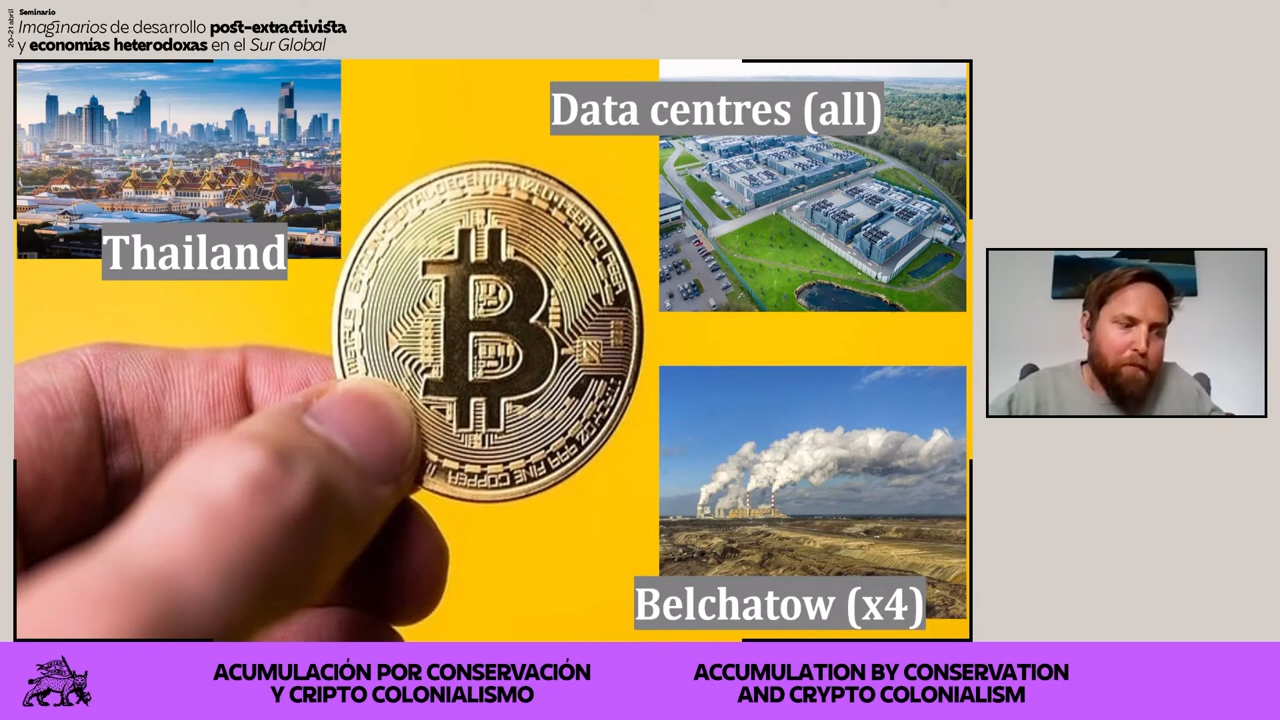 20-21 abril
Seminario
Imaginarios de desarrollo post-extractivista
y economías heterodoxas en el Sur Global
Thailand
Data centres (all)
Belchatow (x4)
ACUMULACIÓN POR CONSERVACIÓN
Y CRIPTO COLONIALISMO
ACCUMULATION BY CONSERVATION
AND CRYPTO COLONIALISM